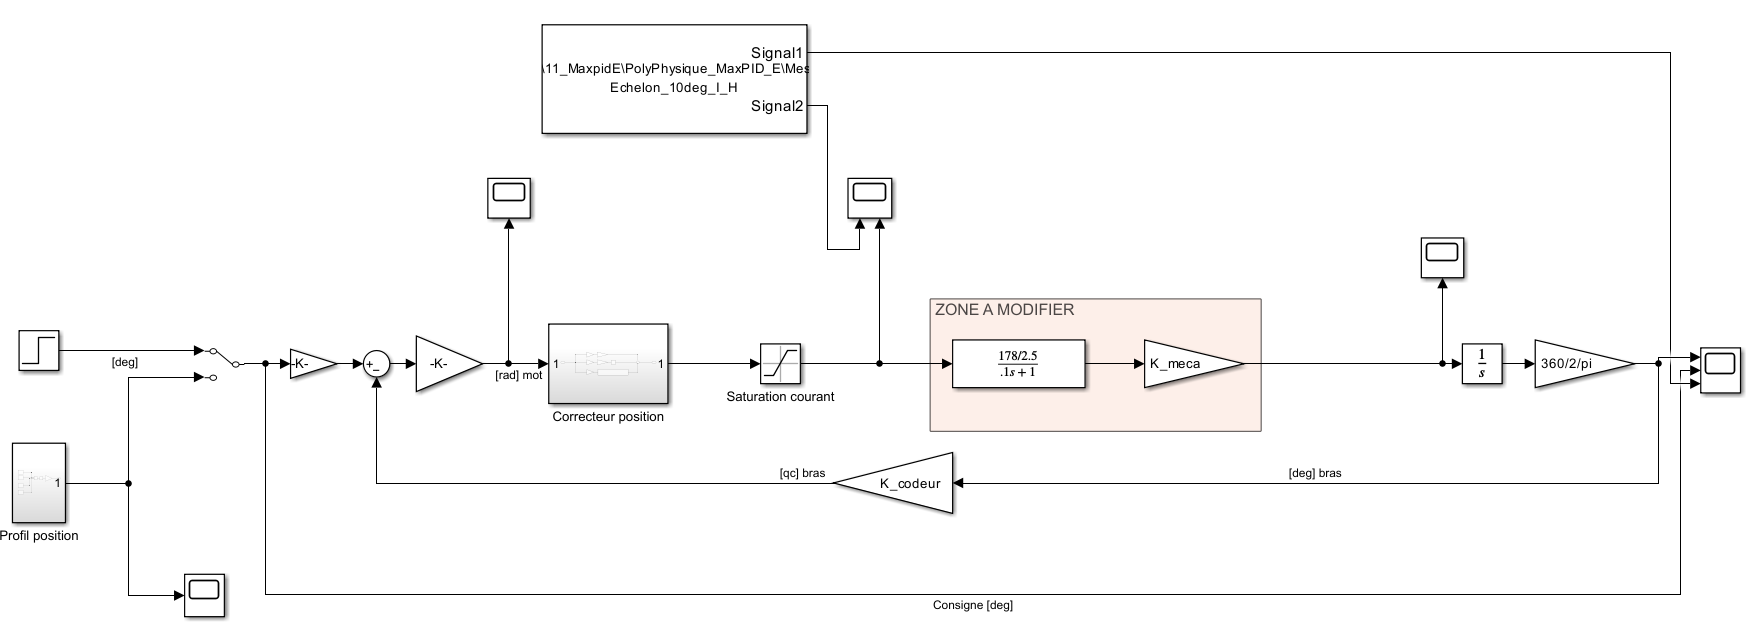 Signal1
\11_MaxpidE\PolyPhysique_MaxPID_E\Mes
Echelon_10deg_I_H
Signal2
ZONE A MODIFIER
[deg]
-K-
+
−
-K-
[rad] mot
1
1
Correcteur position
Saturation courant
178/2.5
.1s + 1
K_meca
1
s
360/2/pi
[qc] bras
K_codeur
[deg] bras
1
Profil position
Consigne [deg]